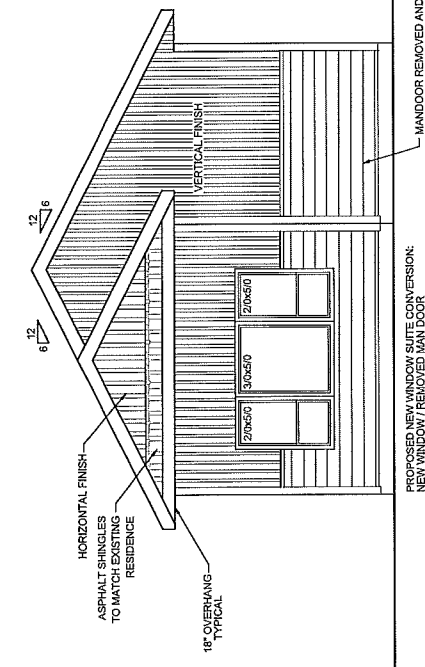 12
6
12
6
HORIZONTAL FINISH
ASPHALT SHINGLES
TO MATCH EXISTING
RESIDENCE
VERTICAL FINISH
18" OVERHANG
TYPICAL
2/0x5/0
3/0x5/0
2/0x5/0
MANDOOR REMOVED AND
PROPOSED NEW WINDOW SUITE CONVERSION:
NEW WINDOW / REMOVED MAN DOOR